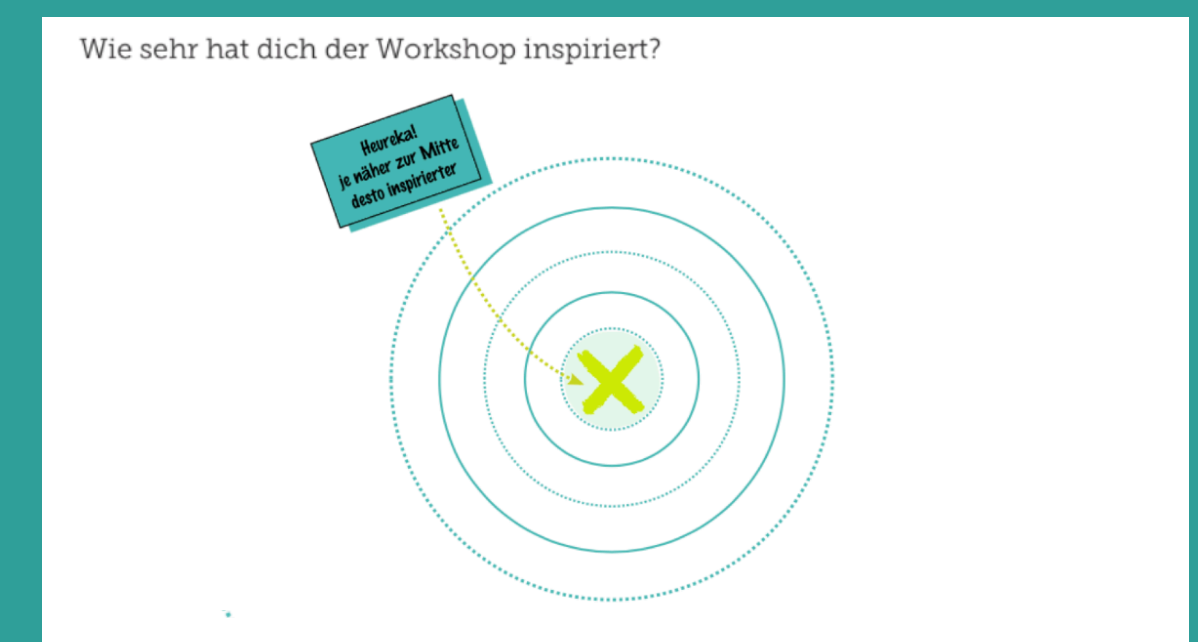 Wie sehr hat dich der Workshop inspiriert?
Heureka!
je näher zur Mitte
desto inspirierter